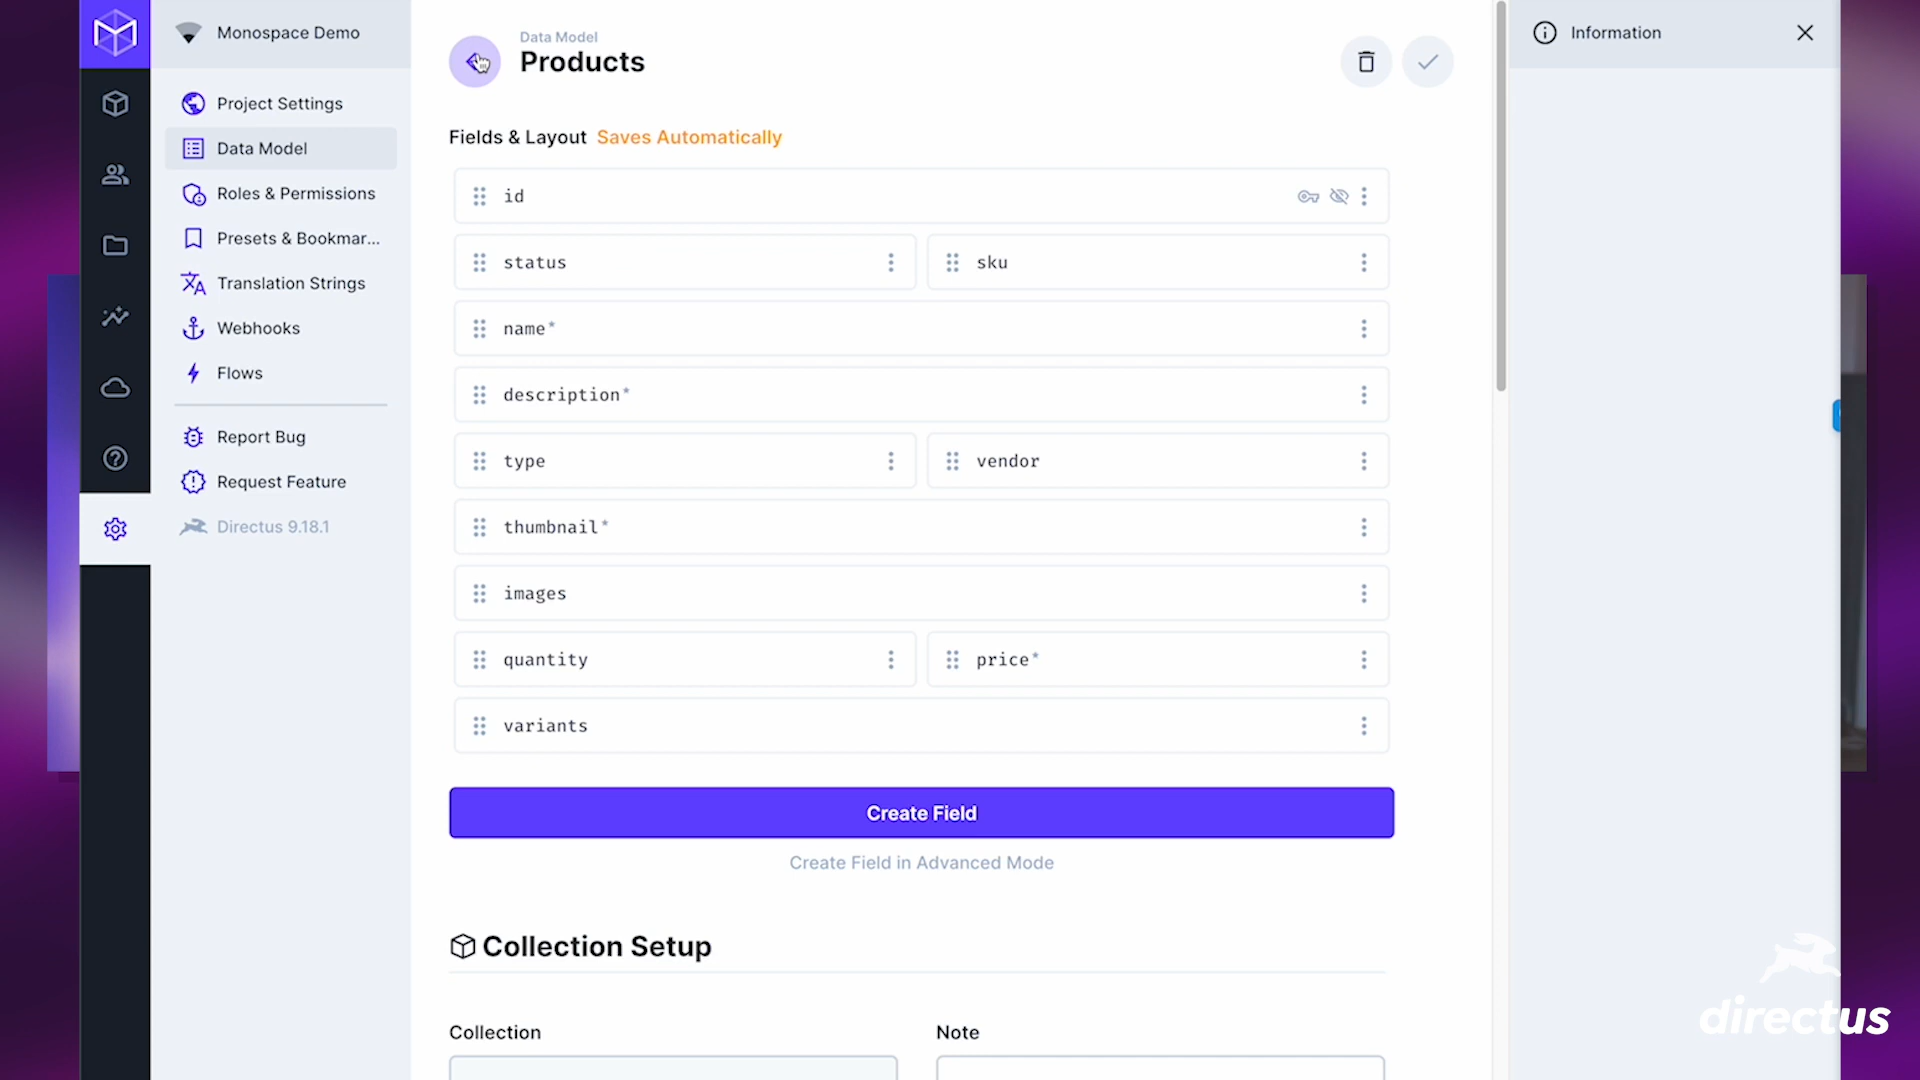 Monospace Demo
Project Settings
Data Model
Roles & Permissions
Presets & Bookmar...
Translation Strings
Webhooks
Flows
Report Bug
Request Feature
Directus 9.18.1
Data Model
Products
Fields & Layout Saves Automatically
id
status
sku
name*
description*
type
vendor
thumbnail*
images
quantity
price*
variants
Create Field
Create Field in Advanced Mode
Collection Setup
Collection
Note
Information
directus